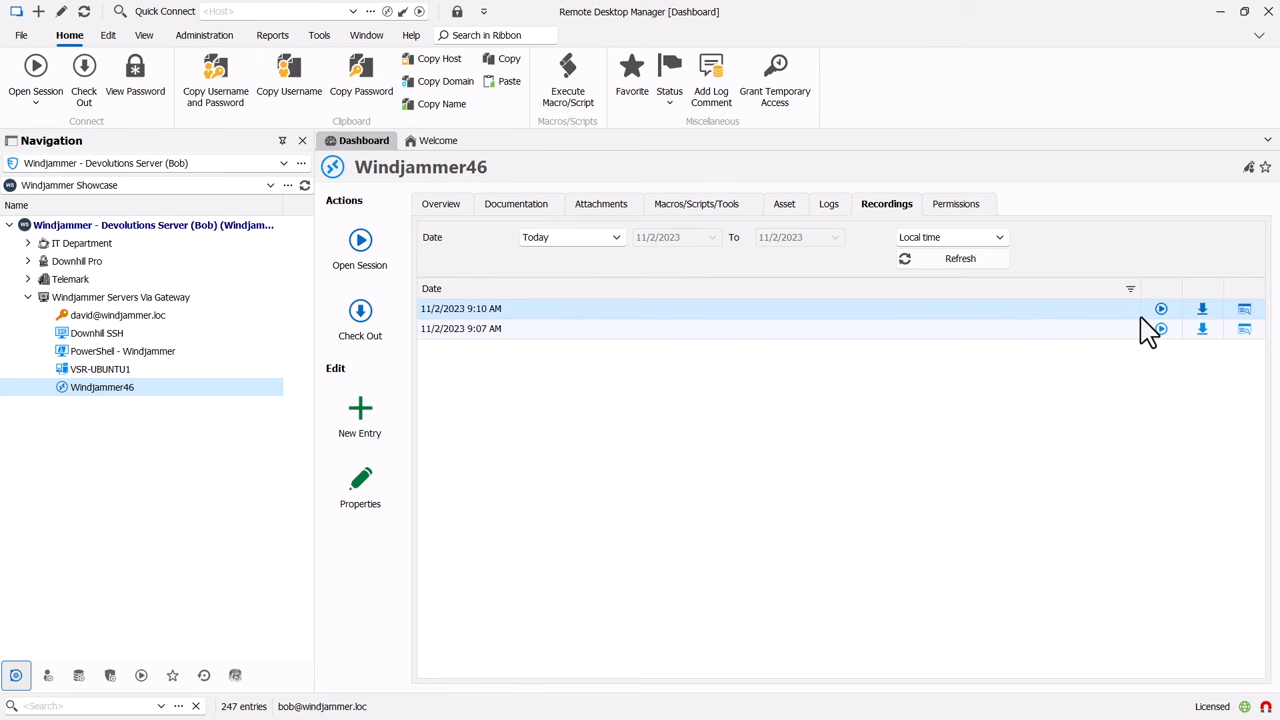 Quick Connect <Host> Remote Desktop Manager [Dashboard]
File Home Edit View Administration Reports Tools Window Help Search in Ribbon
Open Session
Check Out
View Password
Connect
Copy Username and Password
Copy Username
Copy Password
Copy Host
Copy Domain
Copy Name
Copy
Paste
Clipboard
Execute Macro/Script
Macros/Scripts
Favorite
Status
Add Log Comment
Grant Temporary Access
Miscellaneous
Navigation
Windjammer - Devolutions Server (Bob)
WS Windjammer Showcase
Name
WS Windjammer - Devolutions Server (Bob) (Windjam...
IT Department
Downhill Pro
Telemark
Windjammer Servers Via Gateway
david@windjammer.loc
Downhill SSH
PowerShell - Windjammer
VSR-UBUNTU1
Windjammer46
<Search>
247 entries
bob@windjammer.loc
Dashboard Welcome
Windjammer46
Actions
Open Session
Check Out
Edit
New Entry
Properties
Overview Documentation Attachments Macros/Scripts/Tools Asset Logs Recordings Permissions
Date Today 11/2/2023 To 11/2/2023 Local time
Refresh
Date
11/2/2023 9:10 AM
11/2/2023 9:07 AM
Licensed